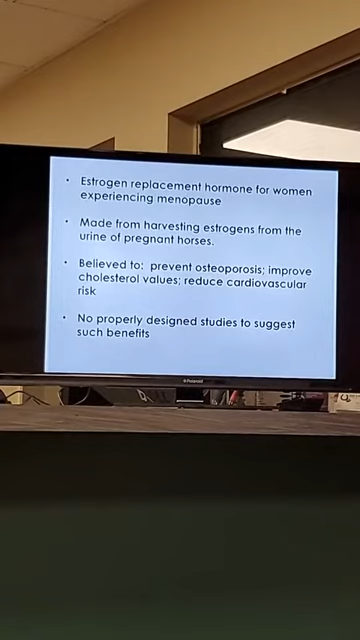 • Estrogen replacement hormone for women
experiencing menopause
• Made from harvesting estrogens from the
urine of pregnant horses.
• Believed to: prevent osteoporosis; improve
cholesterol values; reduce cardiovascular
risk
• No properly designed studies to suggest
such benefits
Polaroid